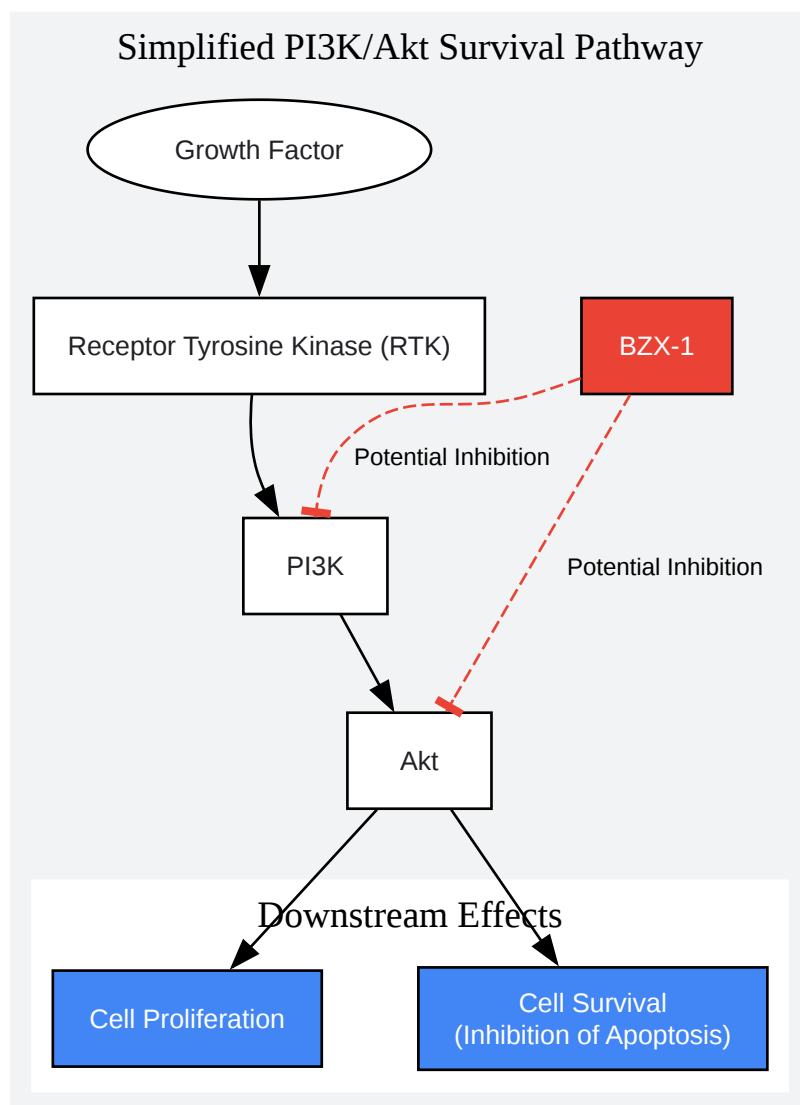 Simplified PI3K/Akt Survival Pathway
Growth Factor
Receptor Tyrosine Kinase (RTK)
BZX-1
Potential Inhibition
PI3K
Potential Inhibition
Akt
Downstream Effects
Cell Proliferation
Cell Survival
(Inhibition of Apoptosis)